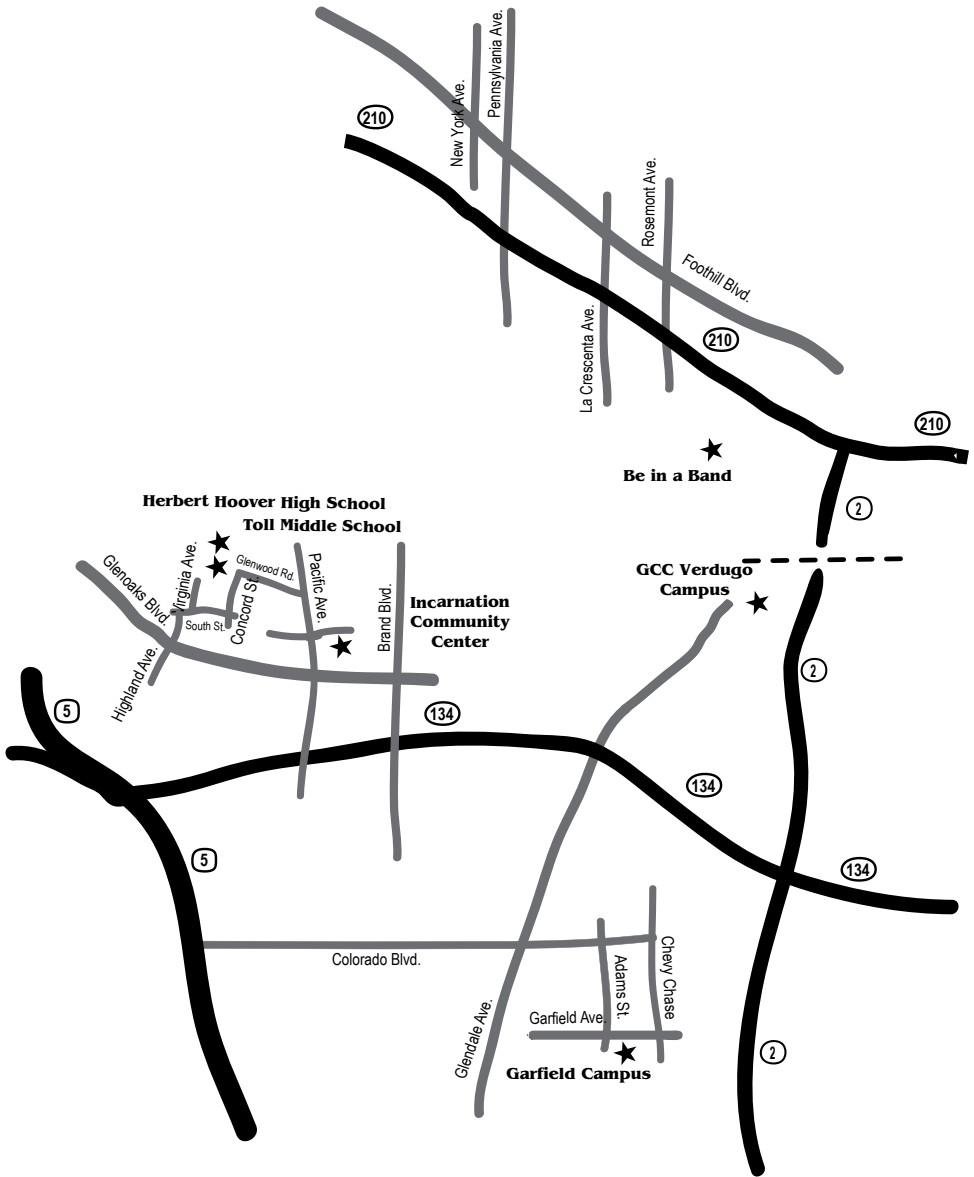 Pennsylvania Ave.
New York Ave.
210
Rosemont Ave.
Foothill Blvd.
La Crescenta Ave.
210
210
Be in a Band
2
Herbert Hoover High School
Toll Middle School
Glenoaks Blvd.
Virginia Ave.
Glenwood Rd.
Concord St.
South St.
Pacific Ave.
Brand Blvd.
Highland Ave.
Incarnation
Community
Center
GCC Verdugo
Campus
2
5
134
134
5
134
Colorado Blvd.
Adams St.
Chevy Chase
Garfield Ave.
Glendale Ave.
Garfield Campus
2